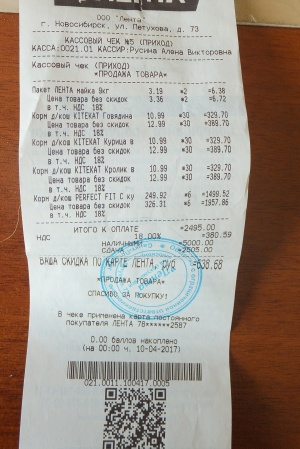 ООО "Лента"
г. Новосибирск, ул. Петухова, д. 73
КАССОВЫЙ ЧЕК №5 (ПРИХОД)
КАССА:0021.01 КАССИР:Русина Алена Викторовна
Кассовый чек (ПРИХОД)
*ПРОДАЖА ТОВАРА*
Пакет ЛЕНТА майка 9кг 3.19 *2 =6.38
Цена товара без скидок 3.36 *2 =6.72
в т.ч. НДС 18%
Корм д/кош KITEKAT Говядина 10.99 *30 =329.70
Цена товара без скидок 12.99 *30 =389.70
в т.ч. НДС 18%
Корм д/кош KITEKAT Курица в 10.99 *30 =329.70
Цена товара без скидок 12.99 *30 =389.70
в т.ч. НДС 18%
Корм д/кош KITEKAT Кролик в 10.99 *30 =329.70
Цена товара без скидок 12.99 *30 =389.70
в т.ч. НДС 18%
Корм д/кош PERFECT FIT С ку 249.92 *6 =1499.52
Цена товара без скидок 326.31 *6 =1957.86
в т.ч. НДС 18%
ИТОГО К ОПЛАТЕ =2495.00
НДС 18.00% =380.59
НАЛИЧНЫМИ =5000.00
СДАЧА =2505.00
ВАША СКИДКА ПО КАРТЕ ЛЕНТА, РУБ =638.68
*ПРОДАЖА ТОВАРА*
СПАСИБО ЗА ПОКУПКУ!
В чеке применена карта постоянного
покупателя ЛЕНТА 78******2587
0.00 баллов накоплено
(на 00:00 ч. 10-04-2017)
021.0011.100417.0005